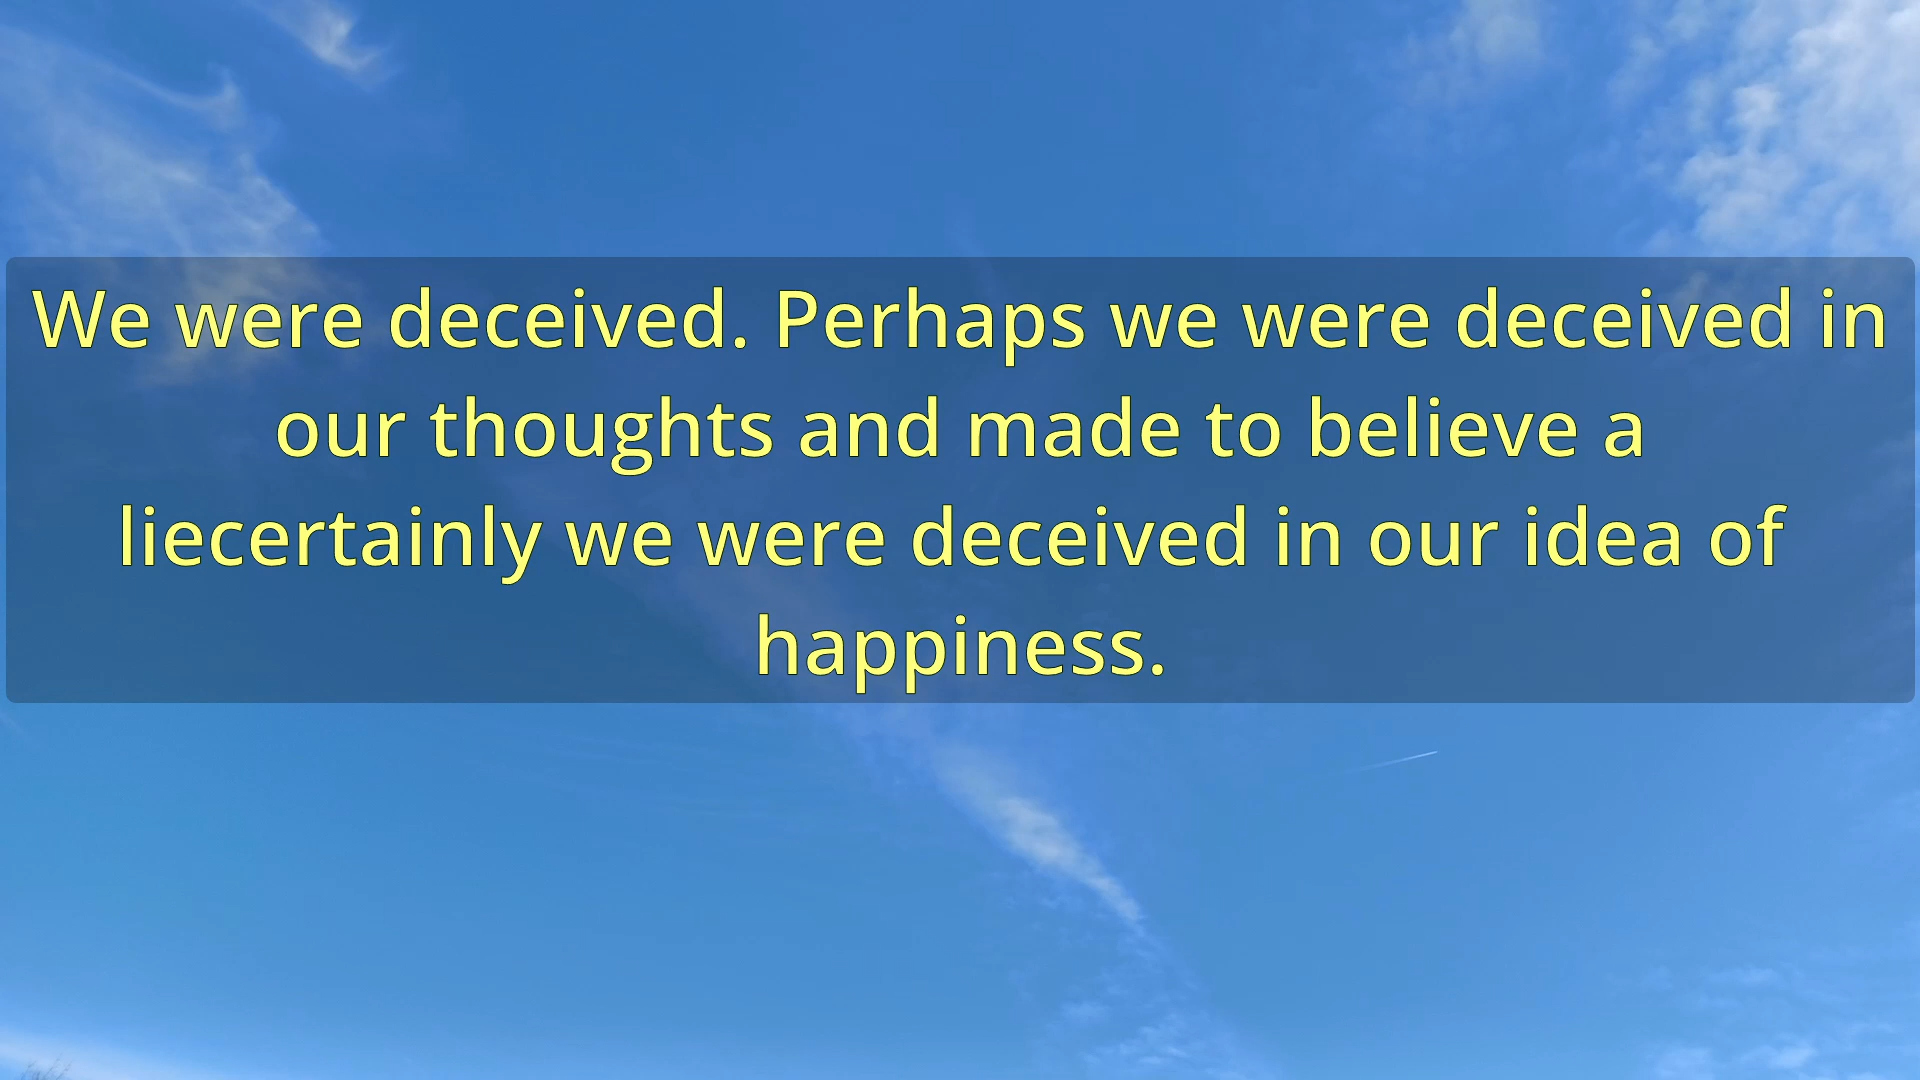 We were deceived. Perhaps we were deceived in
our thoughts and made to believe a
liecertainly we were deceived in our idea of
happiness.